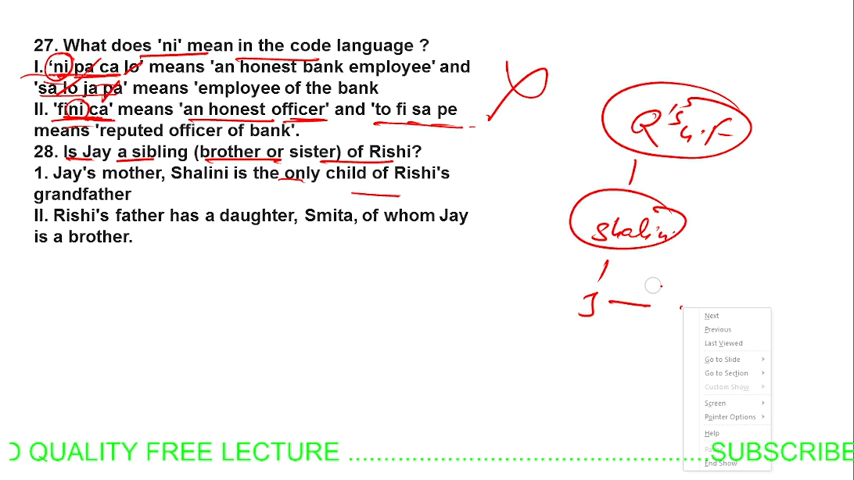 27. What does 'ni' mean in the code language ?
I. 'ni pa ca lo' means 'an honest bank employee' and
'sa lo ja pa' means 'employee of the bank
II. 'fi ni ca' means 'an honest officer' and 'to fi sa pe
means 'reputed officer of bank'.
28. Is Jay a sibling (brother or sister) of Rishi?
1. Jay's mother, Shalini is the only child of Rishi's
grandfather
II. Rishi's father has a daughter, Smita, of whom Jay
is a brother.
Shalini
J
Next
Previous
Last Viewed
Go to Slide
Go to Section
Custom Show
Screen
Pointer Options
Help
End Show
QUALITY FREE LECTURE ..........................................................SUBSCRIBE